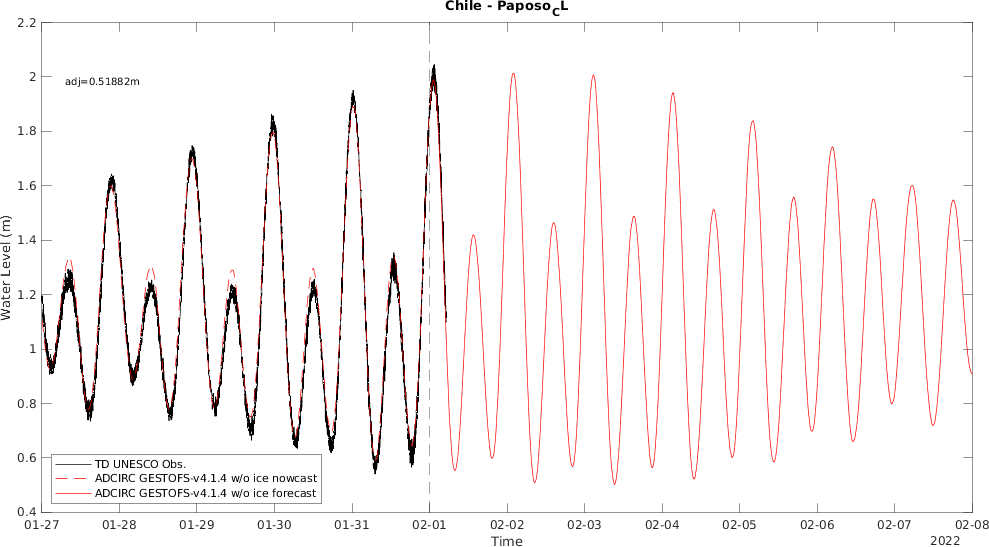 Chile - Paposo_CL
2.2
2
1.8
1.6
1.4
1.2
1
0.8
0.6
0.4
Water Level (m)
adj=0.51882m
TD UNESCO Obs.
ADCIRC GESTOFS-v4.1.4 w/o ice nowcast
ADCIRC GESTOFS-v4.1.4 w/o ice forecast
01-27 01-28 01-29 01-30 01-31 02-01 02-02 02-03 02-04 02-05 02-06 02-07 02-08
Time
2022